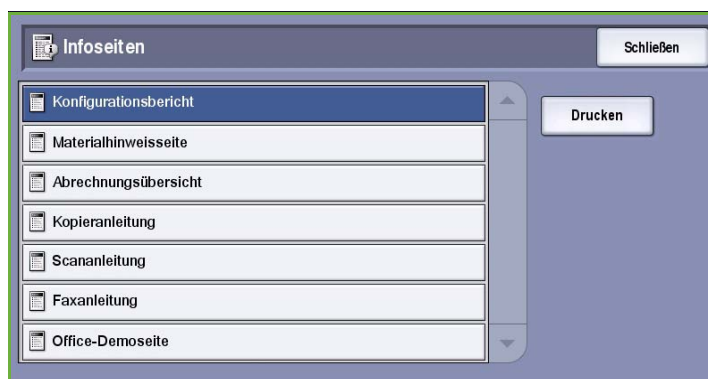 Infoseiten
Schließen
Konfigurationsbericht
Drucken
Materialhinweisseite
Abrechnungsübersicht
Kopieranleitung
Scananleitung
Faxanleitung
Office-Demoseite